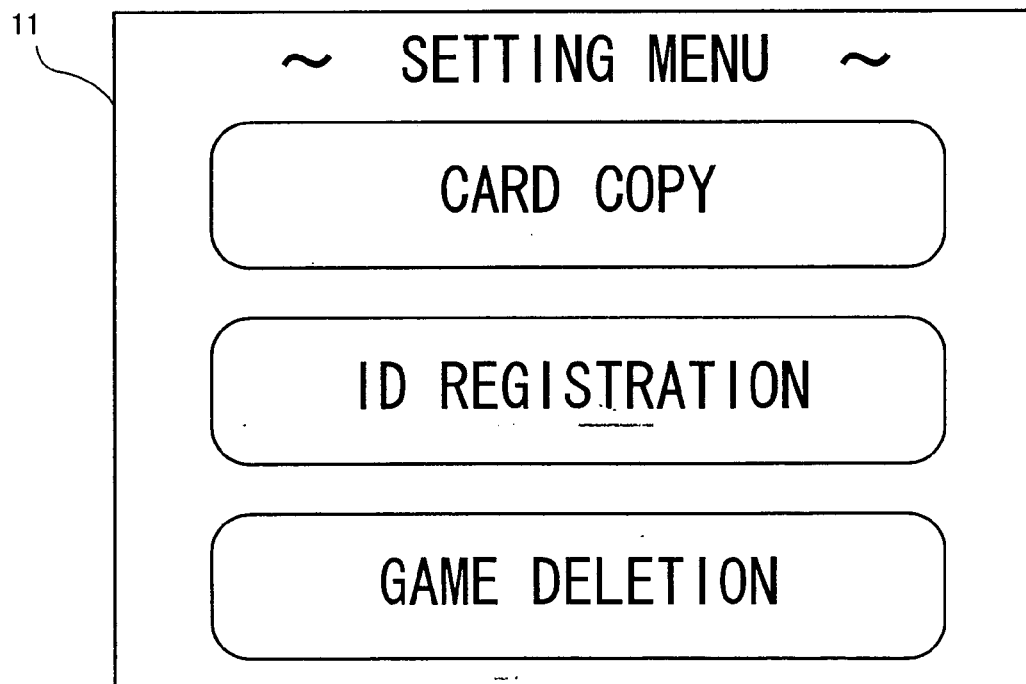 11
~ SETTING MENU ~
CARD COPY
ID REGISTRATION
GAME DELETION